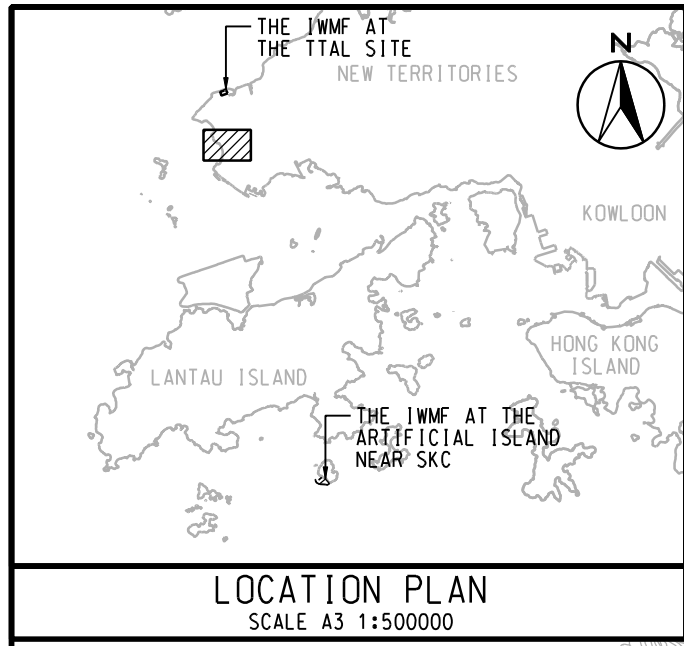 THE IWMF AT
THE TTAL SITE
NEW TERRITORIES
N
KOWLOON
HONG KONG
ISLAND
LANTAU ISLAND
THE IWMF AT THE
ARTIFICIAL ISLAND
NEAR SKC
LOCATION PLAN
SCALE A3 1:500000